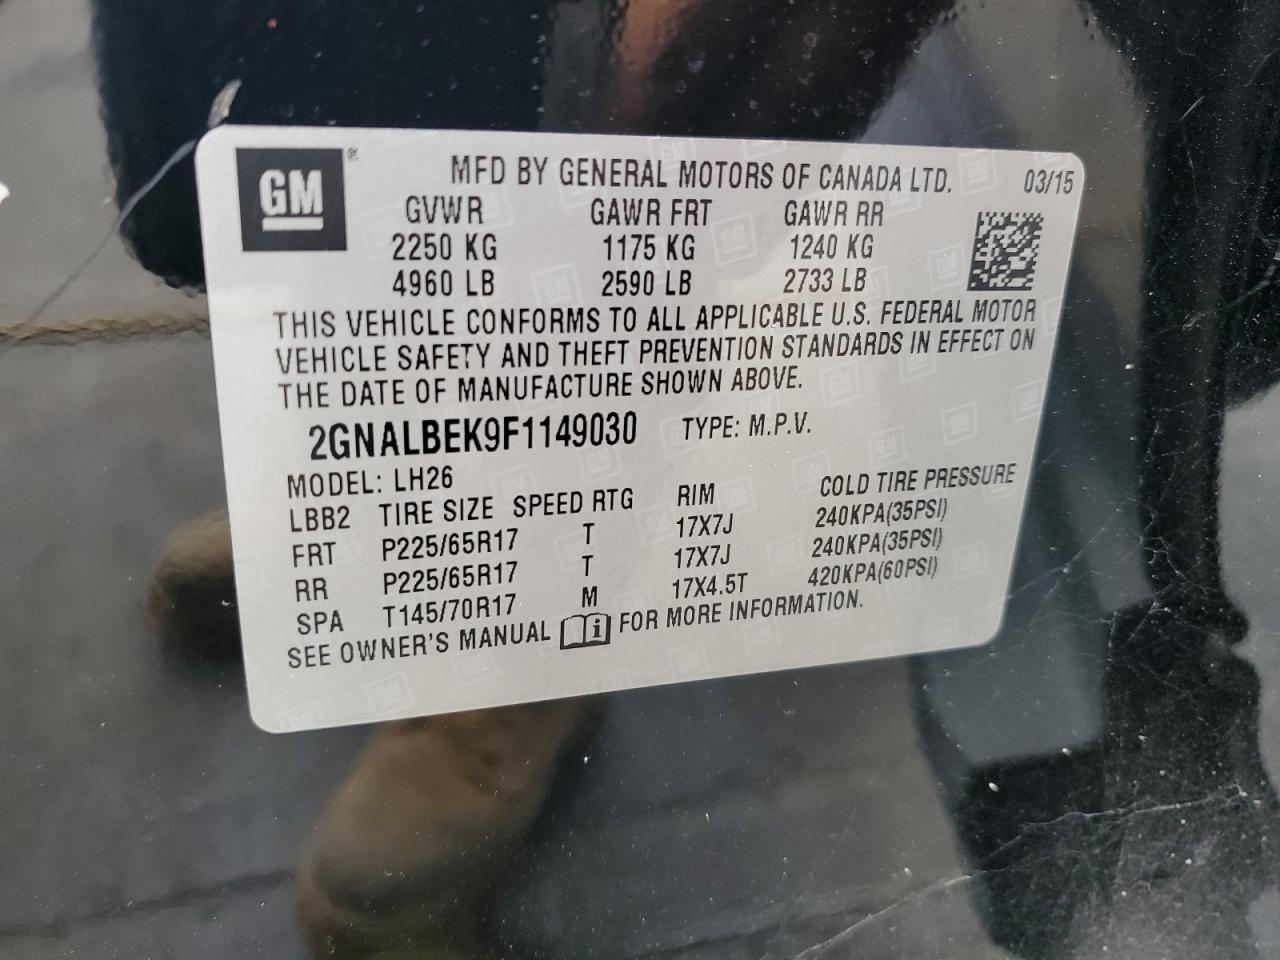 GM®
MFD BY GENERAL MOTORS OF CANADA LTD. 03/15
GVWR GAWR FRT GAWR RR
2250 KG 1175 KG 1240 KG
4960 LB 2590 LB 2733 LB
THIS VEHICLE CONFORMS TO ALL APPLICABLE U.S. FEDERAL MOTOR
VEHICLE SAFETY AND THEFT PREVENTION STANDARDS IN EFFECT ON
THE DATE OF MANUFACTURE SHOWN ABOVE.
2GNALBEK9F1149030 TYPE: M.P.V.
MODEL: LH26
LBB2 TIRE SIZE SPEED RTG RIM COLD TIRE PRESSURE
FRT P225/65R17 T 17X7J 240KPA(35PSI)
RR P225/65R17 T 17X7J 240KPA(35PSI)
SPA T145/70R17 M 17X4.5T 420KPA(60PSI)
SEE OWNER'S MANUAL i FOR MORE INFORMATION.